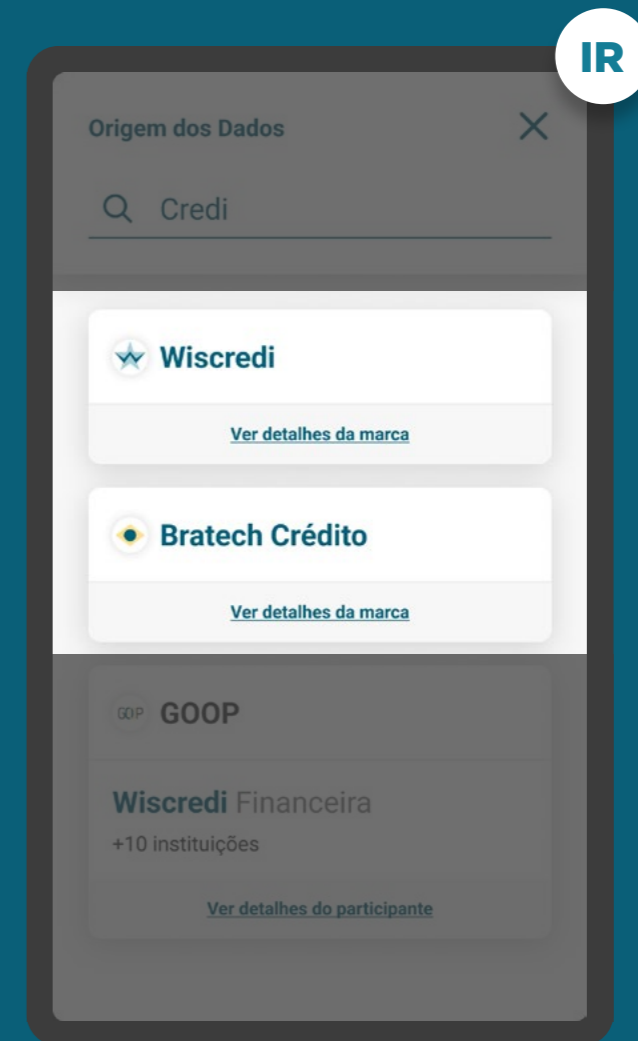 IR
Origem dos Dados
Credi
Wiscredi
Ver detalhes da marca
Bratech Crédito
Ver detalhes da marca
GOOP GOOP
Wiscredi Financeira
+10 instituições
Ver detalhes do participante